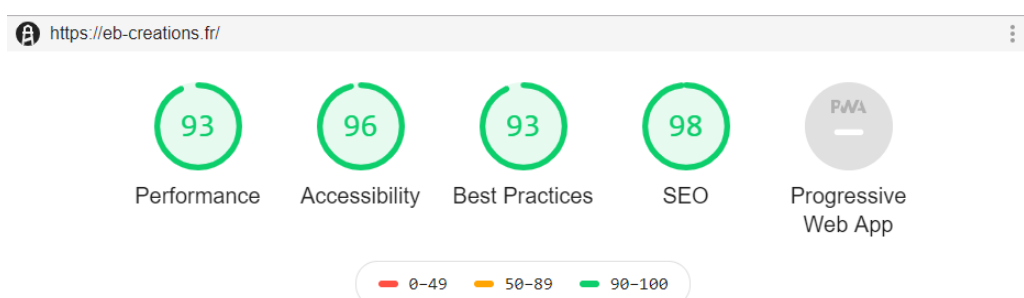 https://eb-creations.fr/
93 96 93 98 PWA
Performance Accessibility Best Practices SEO Progressive
Web App
0–49 50–89 90–100